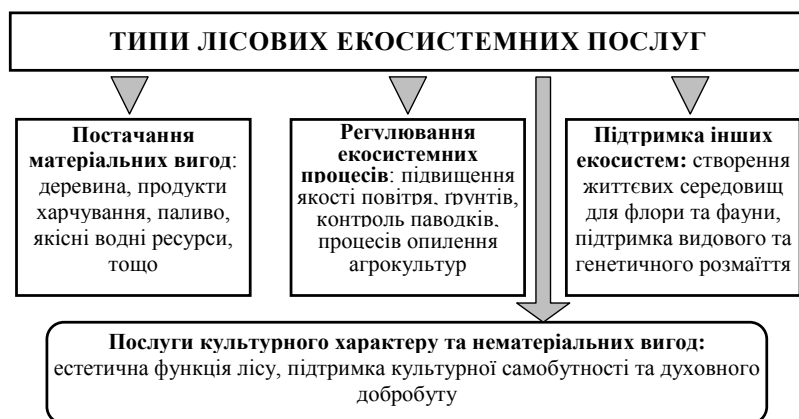 ТИПИ ЛІСОВИХ ЕКОСИСТЕМНИХ ПОСЛУГ
Постачання
матеріальних вигод:
деревина, продукти
харчування, паливо,
якісні водні ресурси,
тощо
Регулювання
екосистемних
процесів: підвищення
якості повітря, ґрунтів,
контроль паводків,
процесів опилення
агрокультур
Підтримка інших
екосистем: створення
життєвих середовищ
для флори та фауни,
підтримка видового та
генетичного розмаїття
Послуги культурного характеру та нематеріальних вигод:
естетична функція лісу, підтримка культурної самобутності та духовного
добробуту